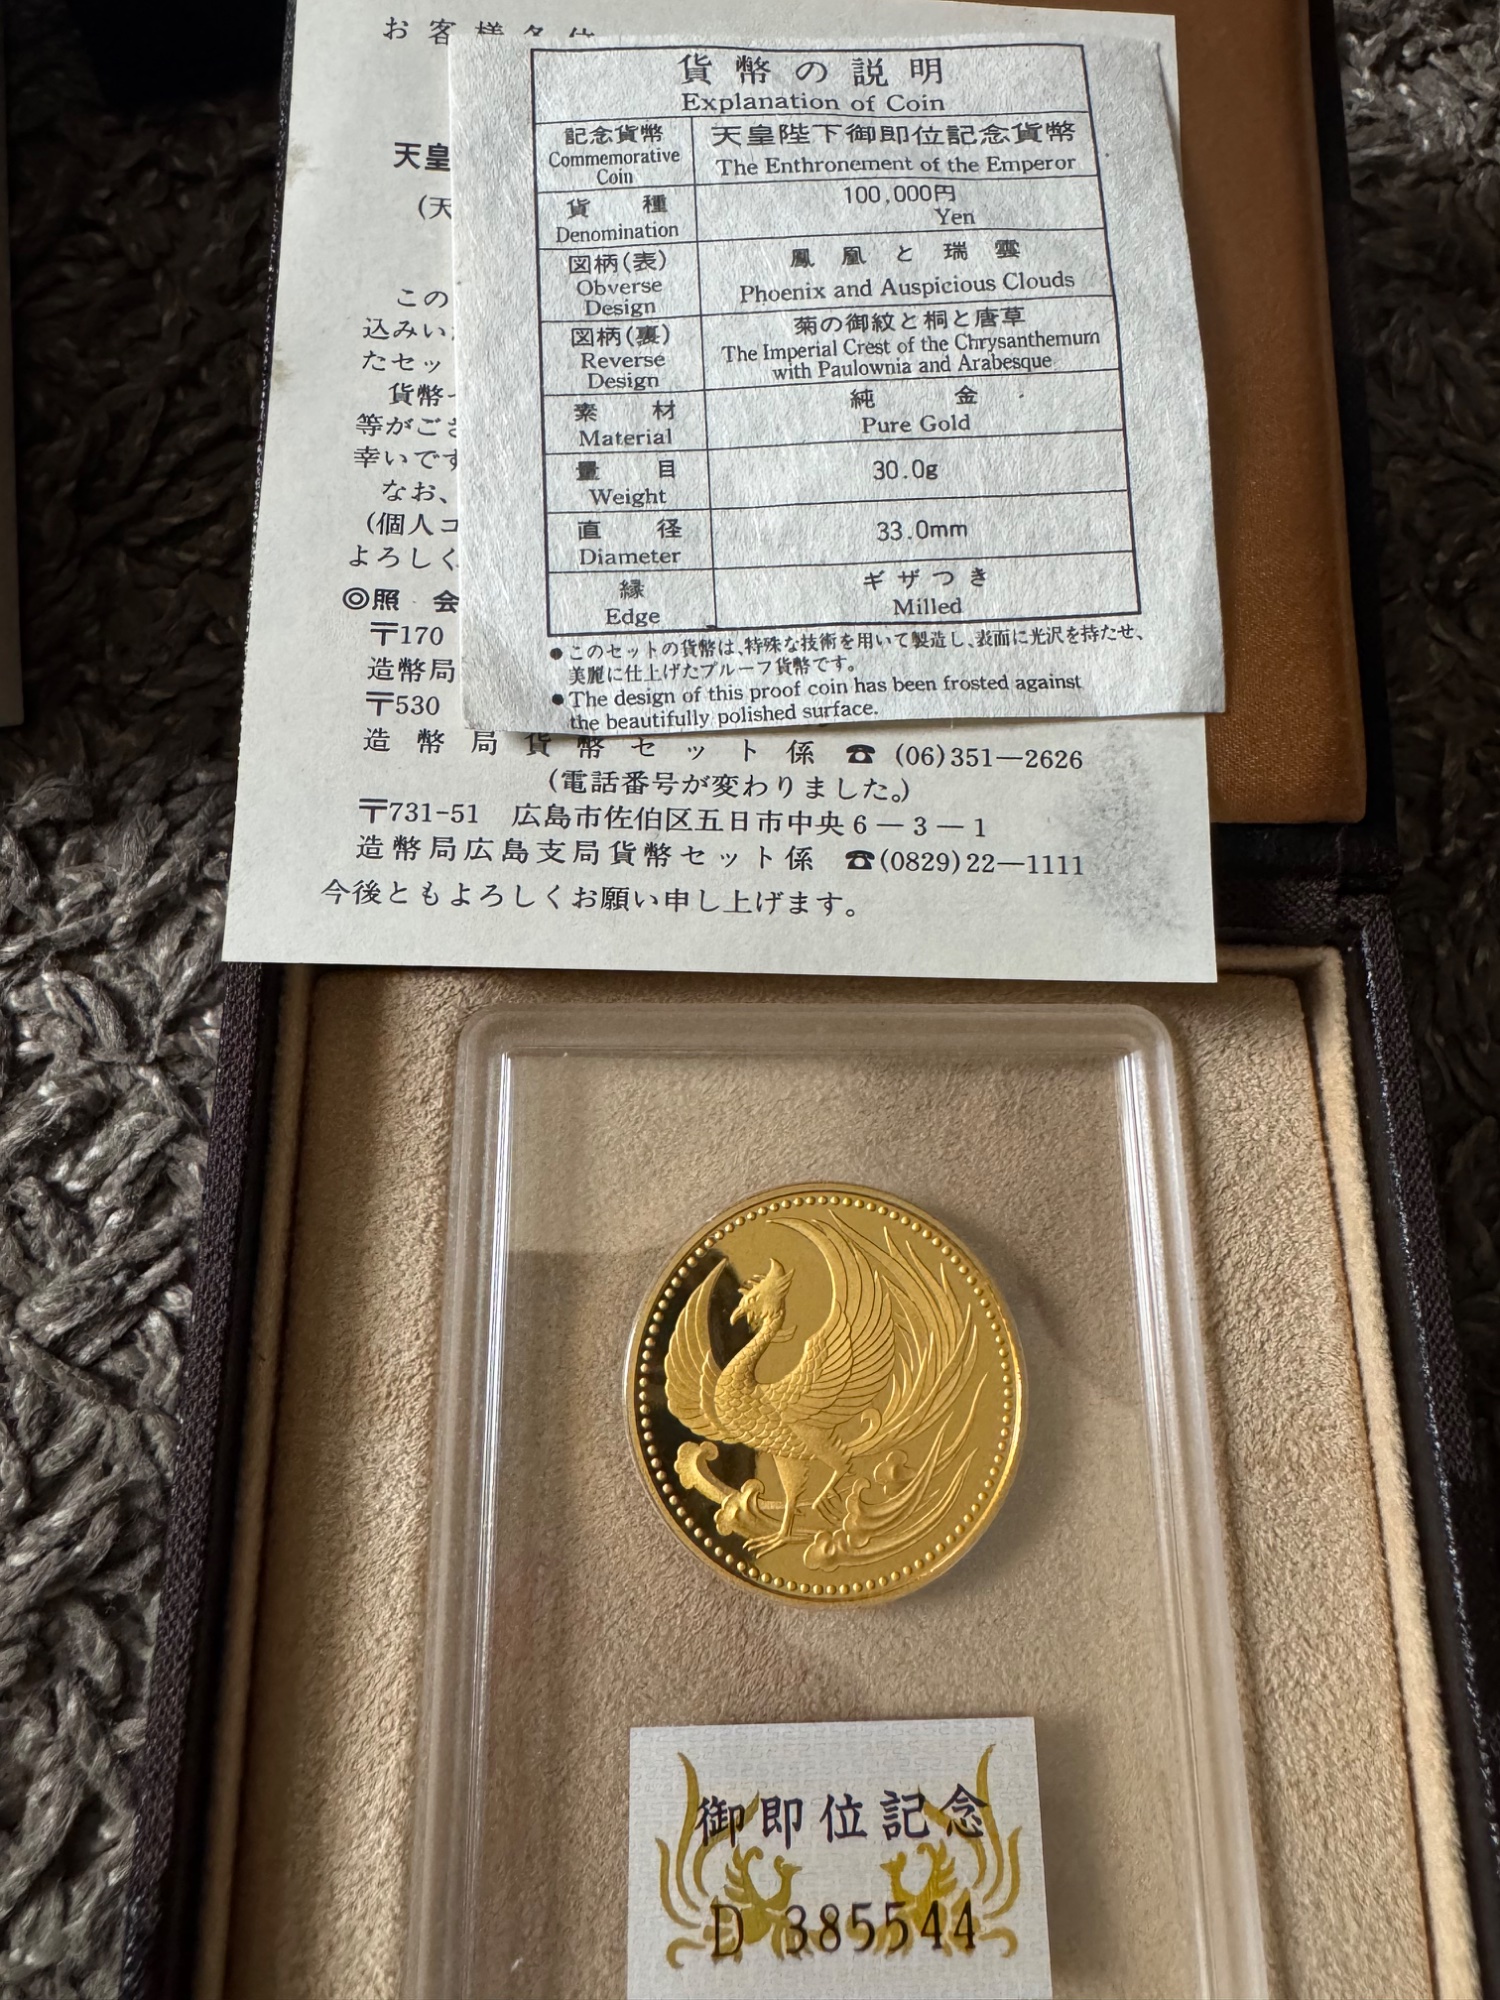 お客様各位
貨幣の説明
Explanation of Coin
記念貨幣
Commemorative
Coin
天皇陛下御即位記念貨幣
The Enthronement of the Emperor
貨種
Denomination
100,000円
Yen
図柄(表)
Obverse
Design
鳳凰と瑞雲
Phoenix and Auspicious Clouds
図柄(裏)
Reverse
Design
菊の御紋と桐と唐草
The Imperial Crest of the Chrysanthemum
with Paulownia and Arabesque
素材
Material
純金
Pure Gold
量目
Weight
30.0g
直径
Diameter
33.0mm
縁
Edge
ギザつき
Milled
●このセットの貨幣は、特殊な技術を用いて製造し、表面に光沢を持たせ、
美麗に仕上げたプルーフ貨幣です。
●The design of this proof coin has been frosted against
the beautifully polished surface.
天皇
(天
この
込みい
たセッ
貨幣
等がござ
幸いです
なお、
(個人コ
よろしく
◎照 会
〒170
造幣局
〒530
造幣局貨幣セット係 ☎(06)351―2626
(電話番号が変わりました。)
〒731-51 広島市佐伯区五日市中央6―3―1
造幣局広島支局貨幣セット係 ☎(0829)22―1111
今後ともよろしくお願い申し上げます。
御即位記念
D 385544